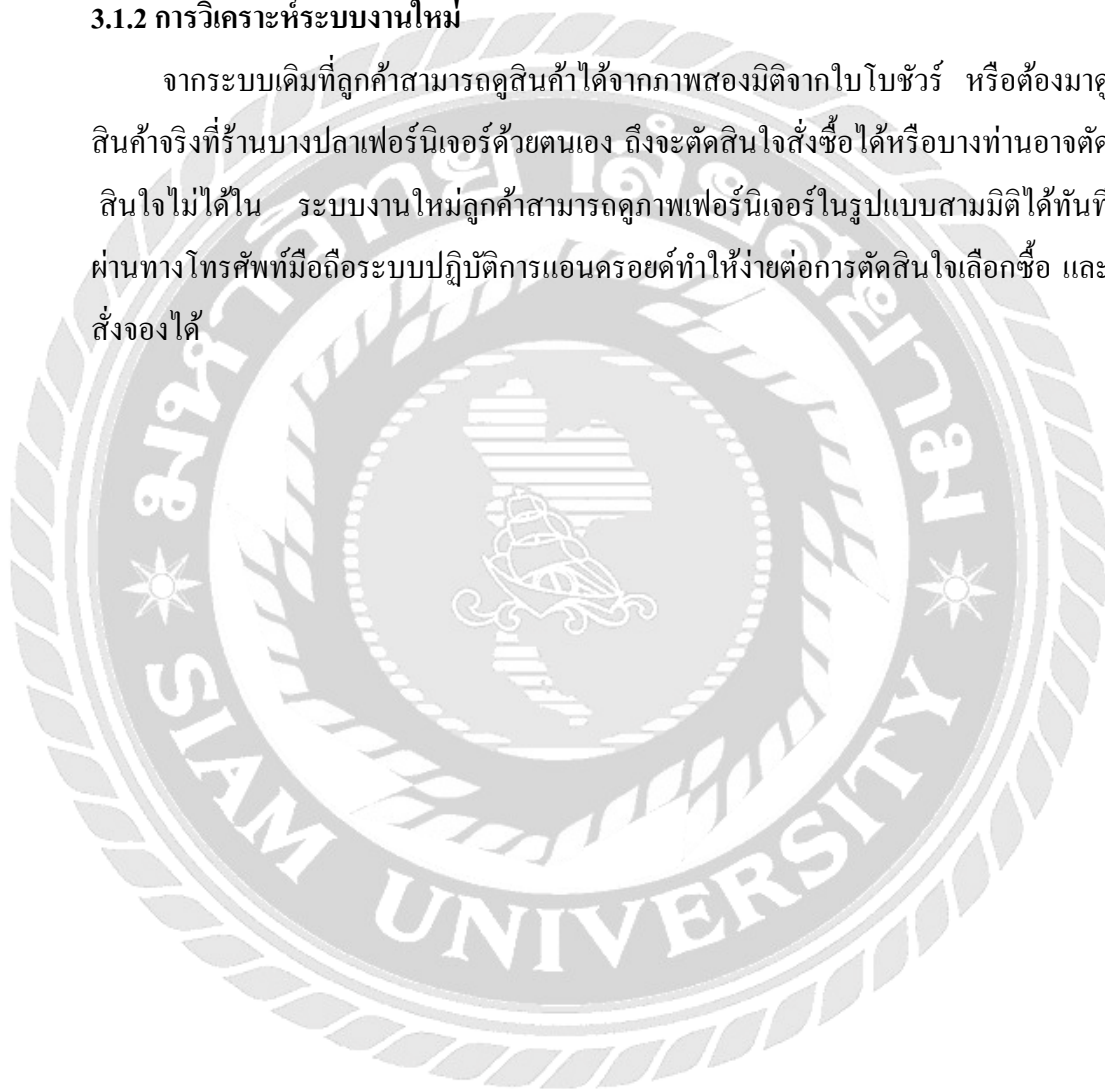 3.1.2 การวิเคราะห์ระบบงานใหม่
จากระบบเดิมที่ลูกค้าสามารถดูสินค้าได้จากภาพสองมิติจากใบโบชัวร์ หรือต้องมาดู
สินค้าจริงที่ร้านบางปลาเฟอร์นิเจอร์ด้วยตนเอง ถึงจะตัดสินใจสั่งซื้อได้หรือบางท่านอาจตัด
สินใจไม่ได้ใน ระบบงานใหม่ลูกค้าสามารถดูภาพเฟอร์นิเจอร์ในรูปแบบสามมิติได้ทันที
ผ่านทางโทรศัพท์มือถือระบบปฏิบัติการแอนดรอยด์ทำให้ง่ายต่อการตัดสินใจเลือกซื้อ และ
สั่งจองได้
มหาวิทยาลัยสยาม
SIAM UNIVERSITY